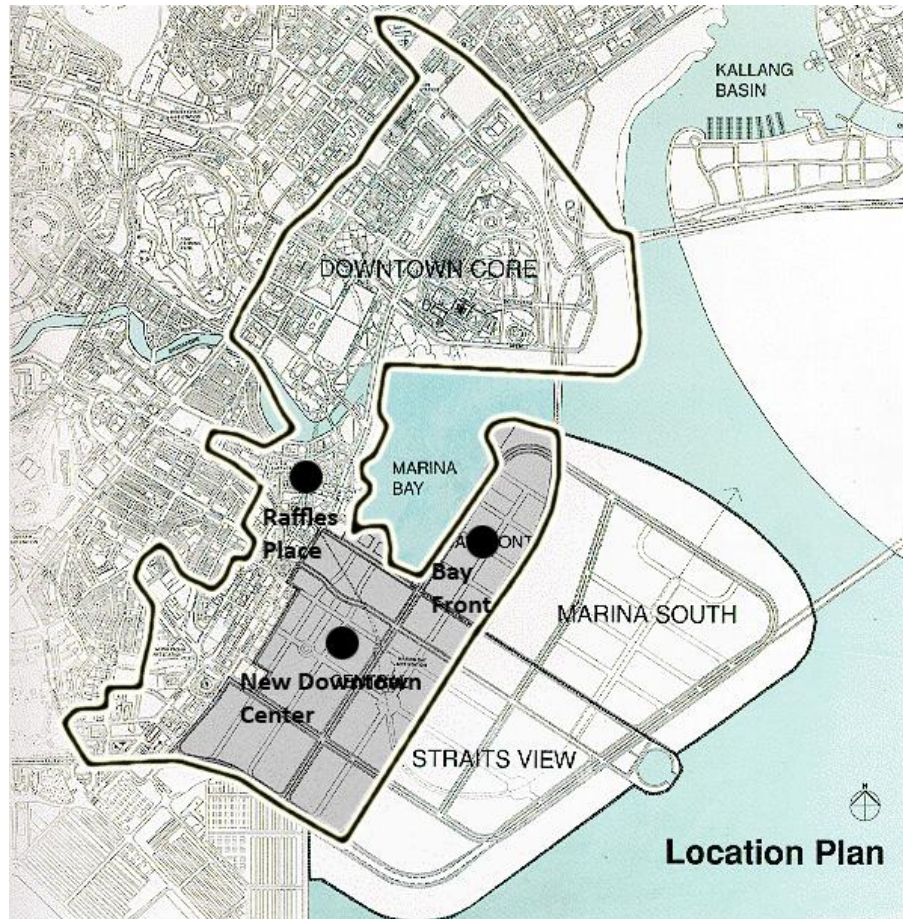 KALLANG
BASIN
DOWNTOWN CORE
MARINA
BAY
Raffles
Place
Bay
Front
MARINA SOUTH
New Downtown
Center
STRAITS VIEW
N
Location Plan